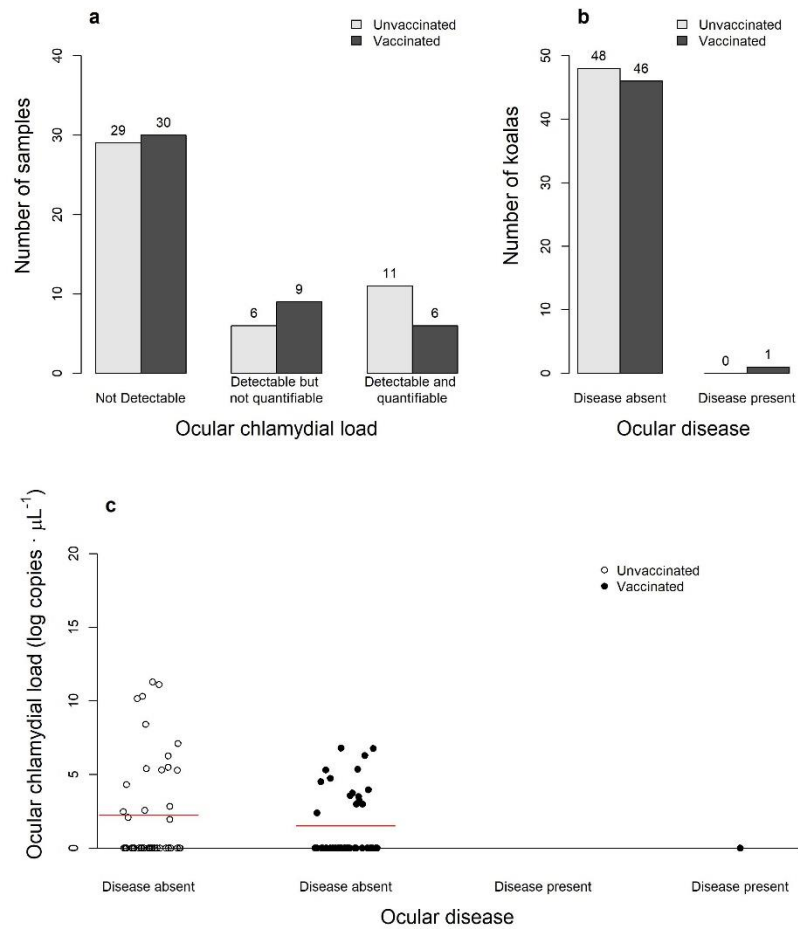 a
Unvaccinated
Vaccinated
Number of samples
40
30
20
10
0
29
30
6
9
11
6
Not Detectable
Detectable but
not quantifiable
Detectable and
quantifiable
Ocular chlamydial load
b
Unvaccinated
Vaccinated
Number of koalas
50
40
30
20
10
0
48
46
0
1
Disease absent
Disease present
Ocular disease
c
Ocular chlamydial load (log copies · μL⁻¹)
20
15
10
5
0
Unvaccinated
Vaccinated
Disease absent
Disease absent
Disease present
Disease present
Ocular disease